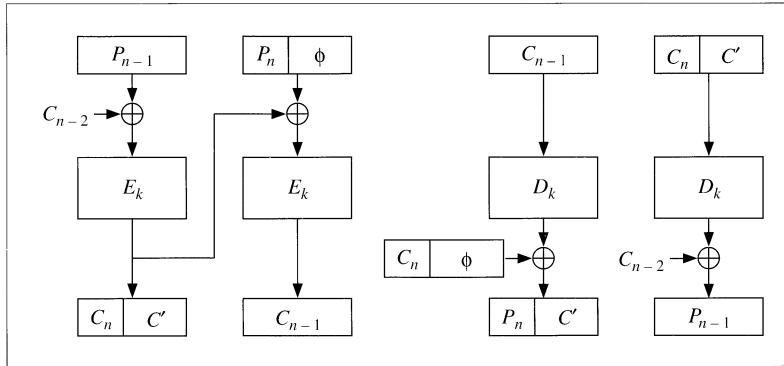 P_{n-1} P_n ϕ C_{n-1} C_n C′
C_{n-2}
E_k E_k D_k D_k
C_n ϕ C_{n-2}
C_n C′ C_{n-1} P_n C′ P_{n-1}